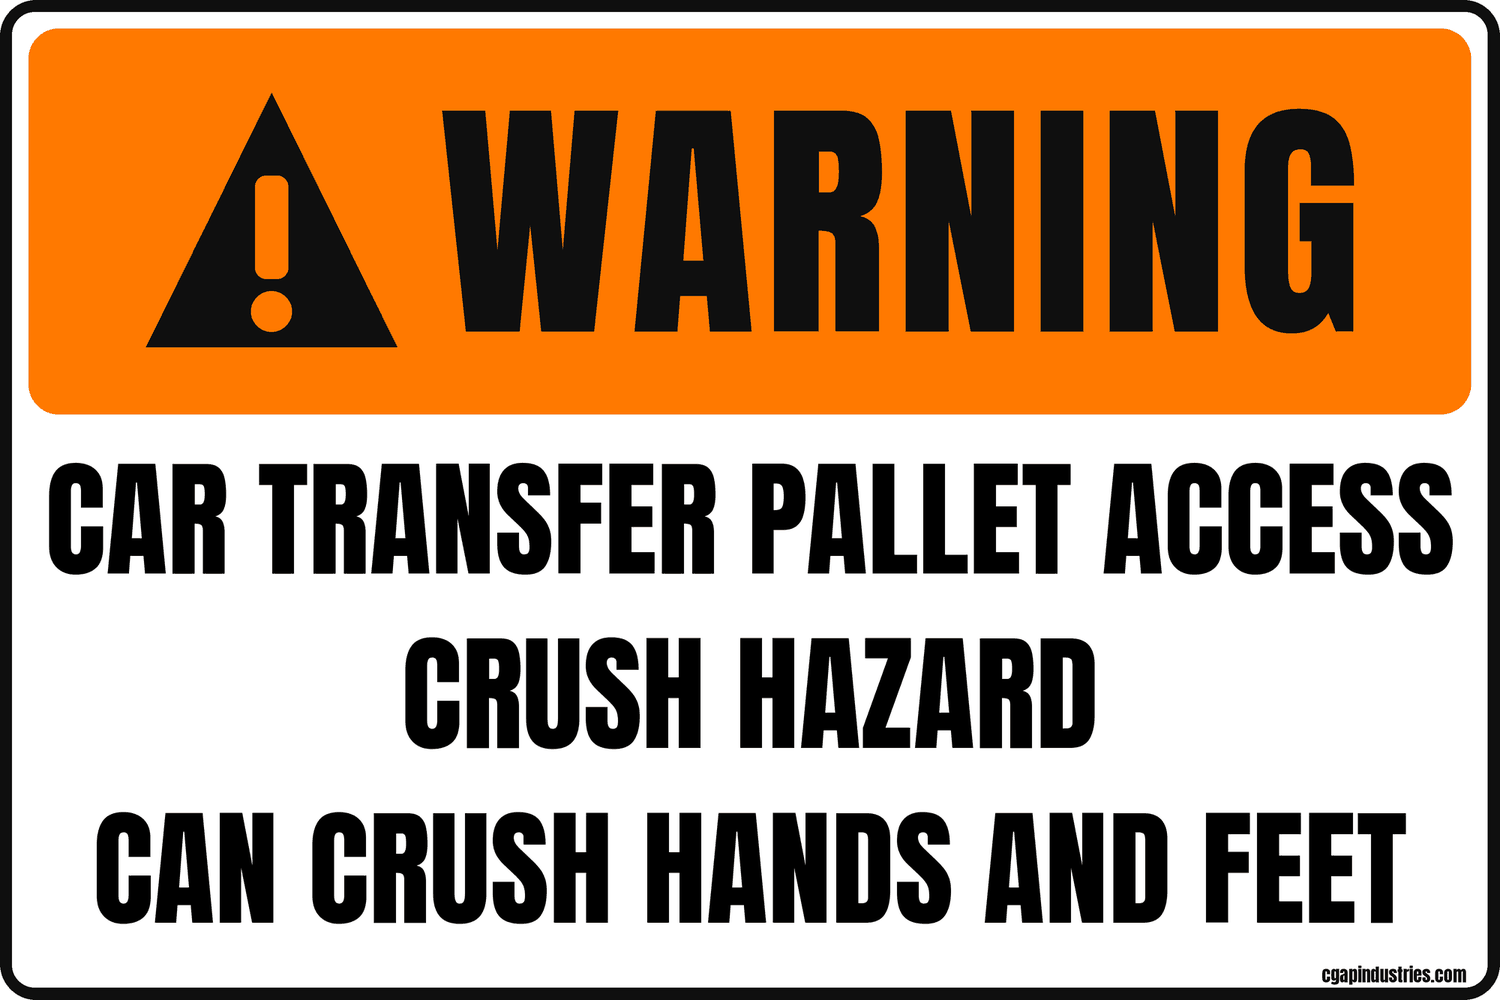 WARNING
CAR TRANSFER PALLET ACCESS
CRUSH HAZARD
CAN CRUSH HANDS AND FEET
cgapindustries.com